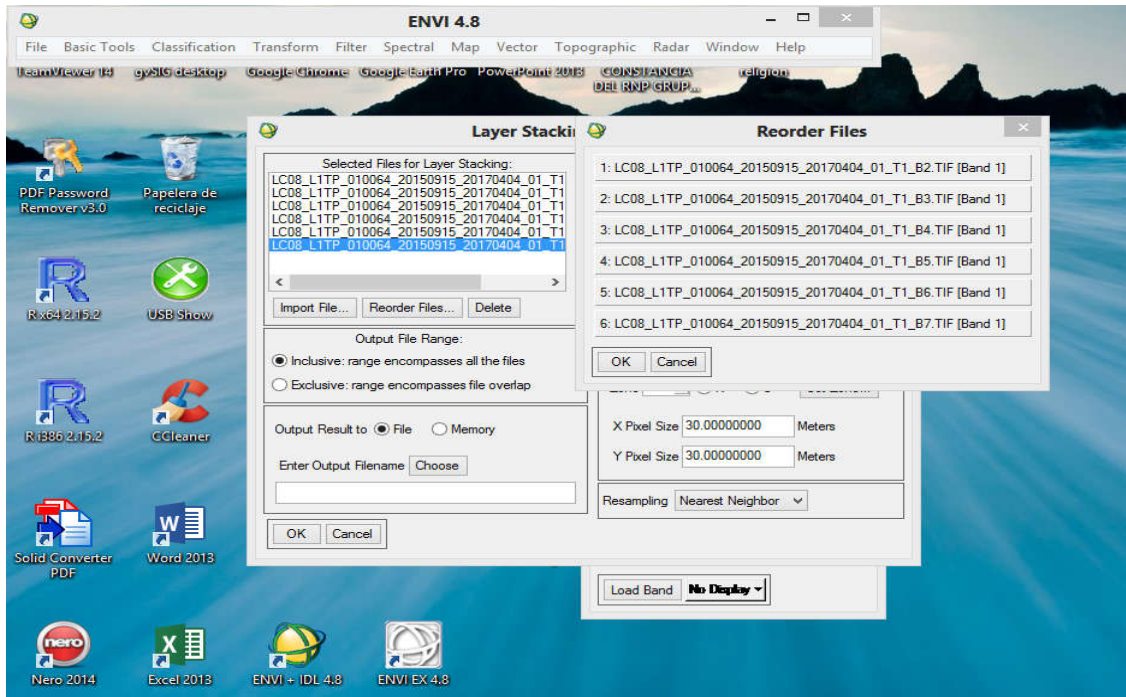 ENVI 4.8
File Basic Tools Classification Transform Filter Spectral Map Vector Topographic Radar Window Help
TeamViewer 14 gvSIG desktop Google Chrome Google Earth Pro PowerPoint 2013 CONSTANCIA DEL RNP GRUP... religion
Layer Stacki
Selected Files for Layer Stacking:
LC08_L1TP_010064_20150915_20170404_01_T1
LC08_L1TP_010064_20150915_20170404_01_T1
LC08_L1TP_010064_20150915_20170404_01_T1
LC08_L1TP_010064_20150915_20170404_01_T1
LC08_L1TP_010064_20150915_20170404_01_T1
LC08_L1TP_010064_20150915_20170404_01_T1
Import File... Reorder Files... Delete
Output File Range:
Inclusive: range encompasses all the files
Exclusive: range encompasses file overlap
Output Result to File Memory
Enter Output Filename Choose
OK Cancel
Reorder Files
1: LC08_L1TP_010064_20150915_20170404_01_T1_B2.TIF [Band 1]
2: LC08_L1TP_010064_20150915_20170404_01_T1_B3.TIF [Band 1]
3: LC08_L1TP_010064_20150915_20170404_01_T1_B4.TIF [Band 1]
4: LC08_L1TP_010064_20150915_20170404_01_T1_B5.TIF [Band 1]
5: LC08_L1TP_010064_20150915_20170404_01_T1_B6.TIF [Band 1]
6: LC08_L1TP_010064_20150915_20170404_01_T1_B7.TIF [Band 1]
OK Cancel
X Pixel Size 30.00000000 Meters
Y Pixel Size 30.00000000 Meters
Resampling Nearest Neighbor
Load Band No Display
PDF Password Remover v3.0
Papelera de reciclaje
R x64 2.15.2
USB Show
R i386 2.15.2
CCleaner
Solid Converter PDF
Word 2013
nero
Nero 2014
Excel 2013
ENVI + IDL 4.8
ENVI EX 4.8